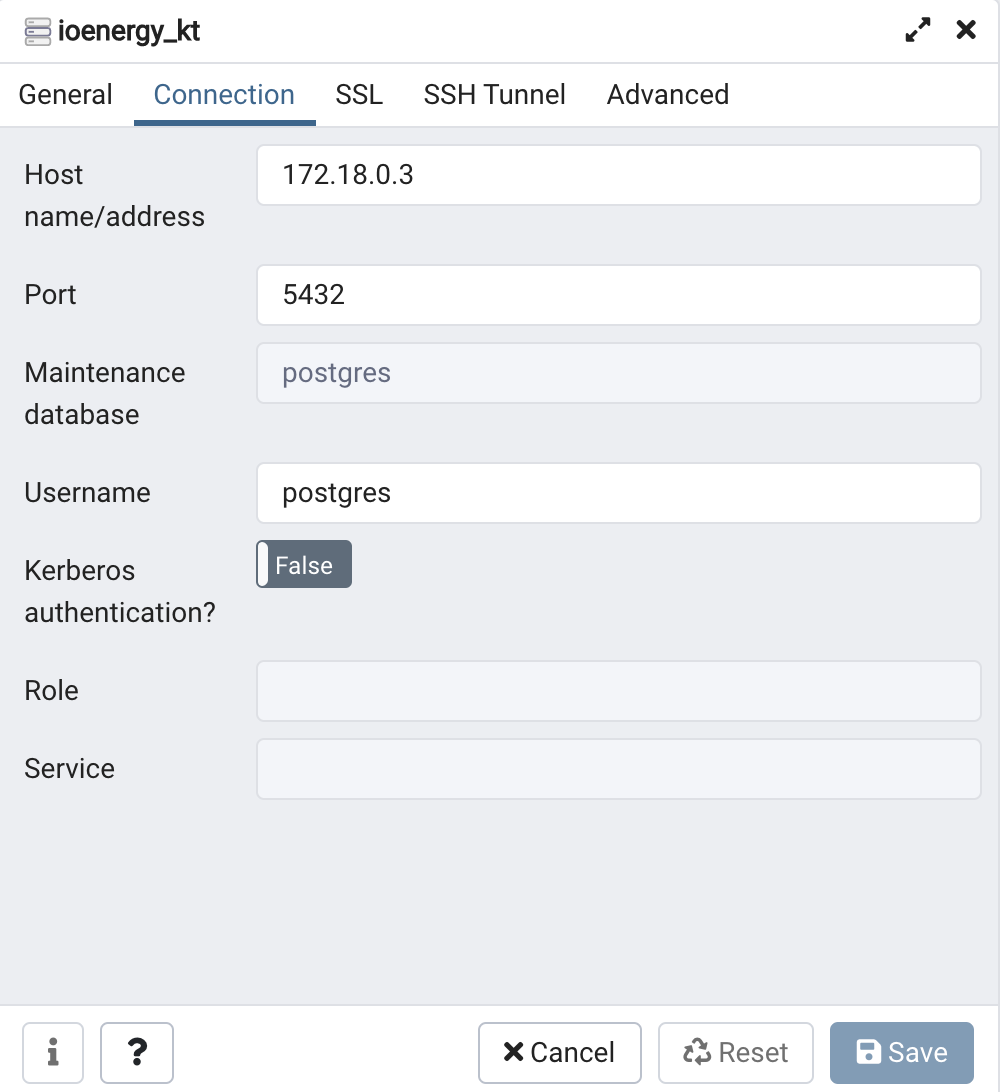 ioenergy_kt
General Connection SSL SSH Tunnel Advanced
Host name/address
172.18.0.3
Port
5432
Maintenance database
postgres
Username
postgres
Kerberos authentication?
False
Role
Service
i ? Cancel Reset Save